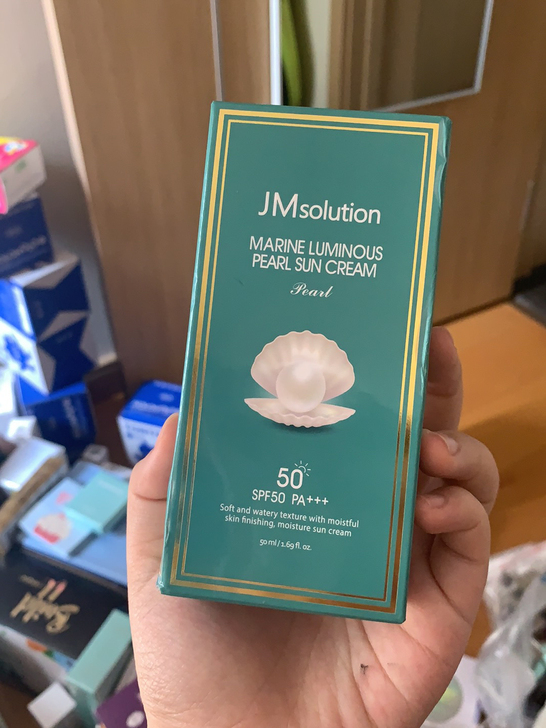 JMsolution
MARINE LUMINOUS
PEARL SUN CREAM
Pearl
50
SPF50 PA+++
Soft and watery texture with moistful
skin finishing, moisture sun cream
50 ml / 1.69 fl. oz.